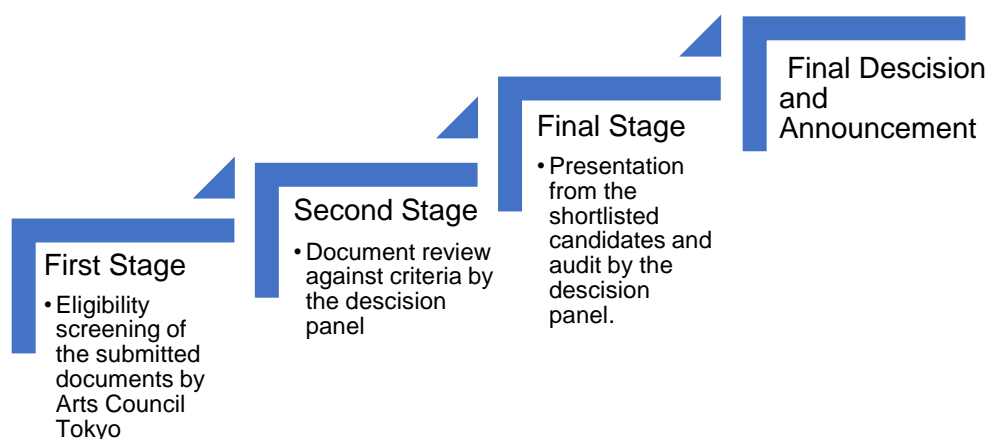 First Stage
• Eligibility
screening of
the submitted
documents by
Arts Council
Tokyo
Second Stage
• Document review
against criteria by
the descision
panel
Final Stage
• Presentation
from the
shortlisted
candidates and
audit by the
descision
panel.
Final Descision
and
Announcement